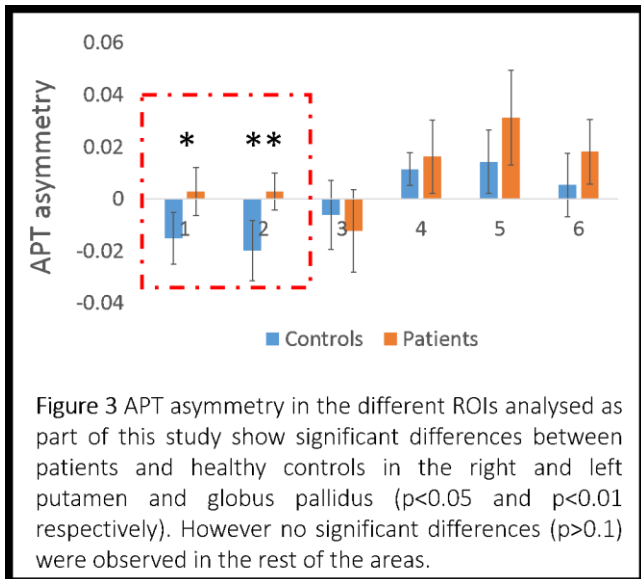 0.06
0.04
* **
0.02
0
1 2 3 4 5 6
-0.02
-0.04
APT asymmetry
Controls Patients
Figure 3 APT asymmetry in the different ROIs analysed as
part of this study show significant differences between
patients and healthy controls in the right and left
putamen and globus pallidus (p<0.05 and p<0.01
respectively). However no significant differences (p>0.1)
were observed in the rest of the areas.